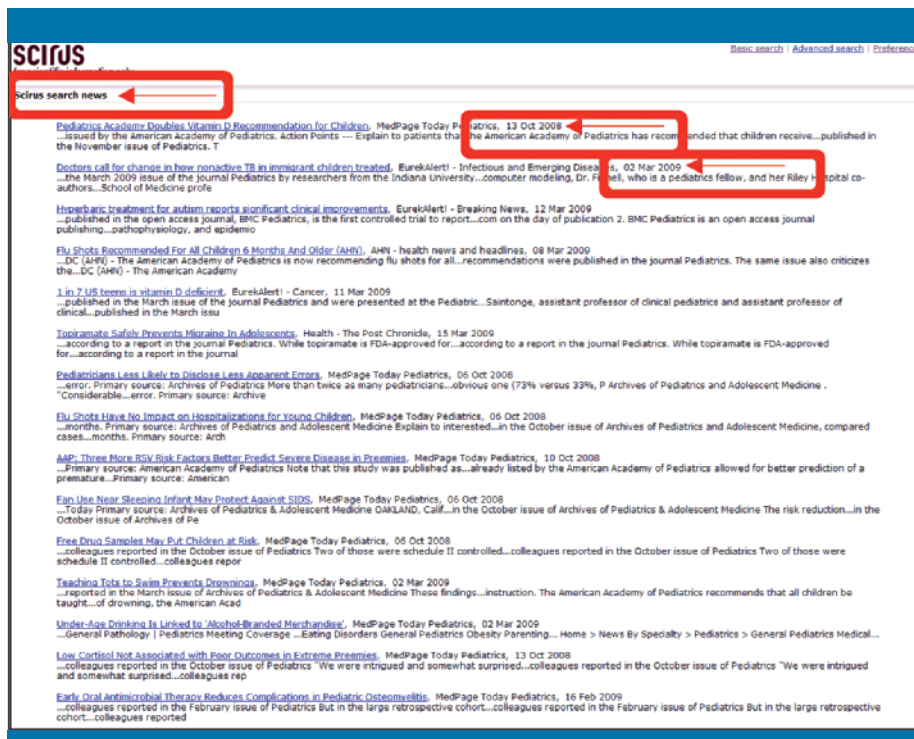 SCIRUS
Basic search | Advanced search | Preferenc
for scientific information only
Scirus search news
Pediatrics Academy Doubles Vitamin D Recommendation for Children, MedPage Today Pediatrics, 13 Oct 2008
...issued by the American Academy of Pediatrics. Action Points --- Explain to patients that the American Academy of Pediatrics has recommended that children receive...published in
the November issue of Pediatrics. T
Doctors call for change in how nonactive TB in immigrant children treated, EurekAlert! - Infectious and Emerging Diseases, 02 Mar 2009
...the March 2009 issue of the journal Pediatrics by researchers from the Indiana University...computer modeling, Dr. Finnell, who is a pediatrics fellow, and her Riley Hospital co-
authors...School of Medicine profe
Hyperbaric treatment for autism reports significant clinical improvements, EurekAlert! - Breaking News, 12 Mar 2009
...published in the open access journal, BMC Pediatrics, is the first controlled trial to report...com on the day of publication 2. BMC Pediatrics is an open access journal
publishing...pathophysiology, and epidemio
Flu Shots Recommended For All Children 6 Months And Older (AHN), AHN - health news and headlines, 08 Mar 2009
...DC (AHN) - The American Academy of Pediatrics is now recommending flu shots for all...recommendations were published in the journal Pediatrics. The same issue also criticizes
the...DC (AHN) - The American Academy
1 in 7 US teens is vitamin D deficient, EurekAlert! - Cancer, 11 Mar 2009
...published in the March issue of the journal Pediatrics and were presented at the Pediatric...Saintonge, assistant professor of clinical pediatrics and assistant professor of
clinical...published in the March issu
Topiramate Safely Prevents Migraine In Adolescents, Health - The Post Chronicle, 15 Mar 2009
...according to a report in the journal Pediatrics. While topiramate is FDA-approved for...according to a report in the journal Pediatrics. While topiramate is FDA-approved
for...according to a report in the journal
Pediatricians Less Likely to Disclose Less Apparent Errors, MedPage Today Pediatrics, 06 Oct 2008
...error. Primary source: Archives of Pediatrics More than twice as many pediatricians...obvious one (73% versus 33%, P Archives of Pediatrics and Adolescent Medicine .
"Considerable...error. Primary source: Archive
Flu Shots Have No Impact on Hospitalizations for Young Children, MedPage Today Pediatrics, 06 Oct 2008
...months. Primary source: Archives of Pediatrics and Adolescent Medicine Explain to interested...in the October issue of Archives of Pediatrics and Adolescent Medicine, compared
cases...months. Primary source: Arch
AAP: Three More RSV Risk Factors Better Predict Severe Disease in Preemies, MedPage Today Pediatrics, 10 Oct 2008
...Primary source: American Academy of Pediatrics Note that this study was published as...already listed by the American Academy of Pediatrics allowed for better prediction of a
premature...Primary source: American
Fan Use Near Sleeping Infant May Protect Against SIDS, MedPage Today Pediatrics, 06 Oct 2008
...Today Primary source: Archives of Pediatrics & Adolescent Medicine OAKLAND, Calif...in the October issue of Archives of Pediatrics & Adolescent Medicine The risk reduction...in the
October issue of Archives of Pe
Free Drug Samples May Put Children at Risk, MedPage Today Pediatrics, 06 Oct 2008
...colleagues reported in the October issue of Pediatrics Two of those were schedule II controlled...colleagues reported in the October issue of Pediatrics Two of those were
schedule II controlled...colleagues repor
Teaching Tots to Swim Prevents Drownings, MedPage Today Pediatrics, 02 Mar 2009
...reported in the March issue of Archives of Pediatrics & Adolescent Medicine These findings...instruction. The American Academy of Pediatrics recommends that all children be
taught...of drowning, the American Acad
Under-Age Drinking Is Linked to 'Alcohol-Branded Merchandise', MedPage Today Pediatrics, 02 Mar 2009
...General Pathology | Pediatrics Meeting Coverage ...Eating Disorders General Pediatrics Obesity Parenting... Home > News By Specialty > Pediatrics > General Pediatrics Medical...
Low Cortisol Not Associated with Poor Outcomes in Extreme Preemies, MedPage Today Pediatrics, 13 Oct 2008
...colleagues reported in the October issue of Pediatrics "We were intrigued and somewhat surprised...colleagues reported in the October issue of Pediatrics "We were intrigued
and somewhat surprised...colleagues rep
Early Oral Antimicrobial Therapy Reduces Complications in Pediatric Osteomyelitis, MedPage Today Pediatrics, 16 Feb 2009
...colleagues reported in the February issue of Pediatrics But in the large retrospective cohort...colleagues reported in the February issue of Pediatrics But in the large retrospective
cohort...colleagues reported